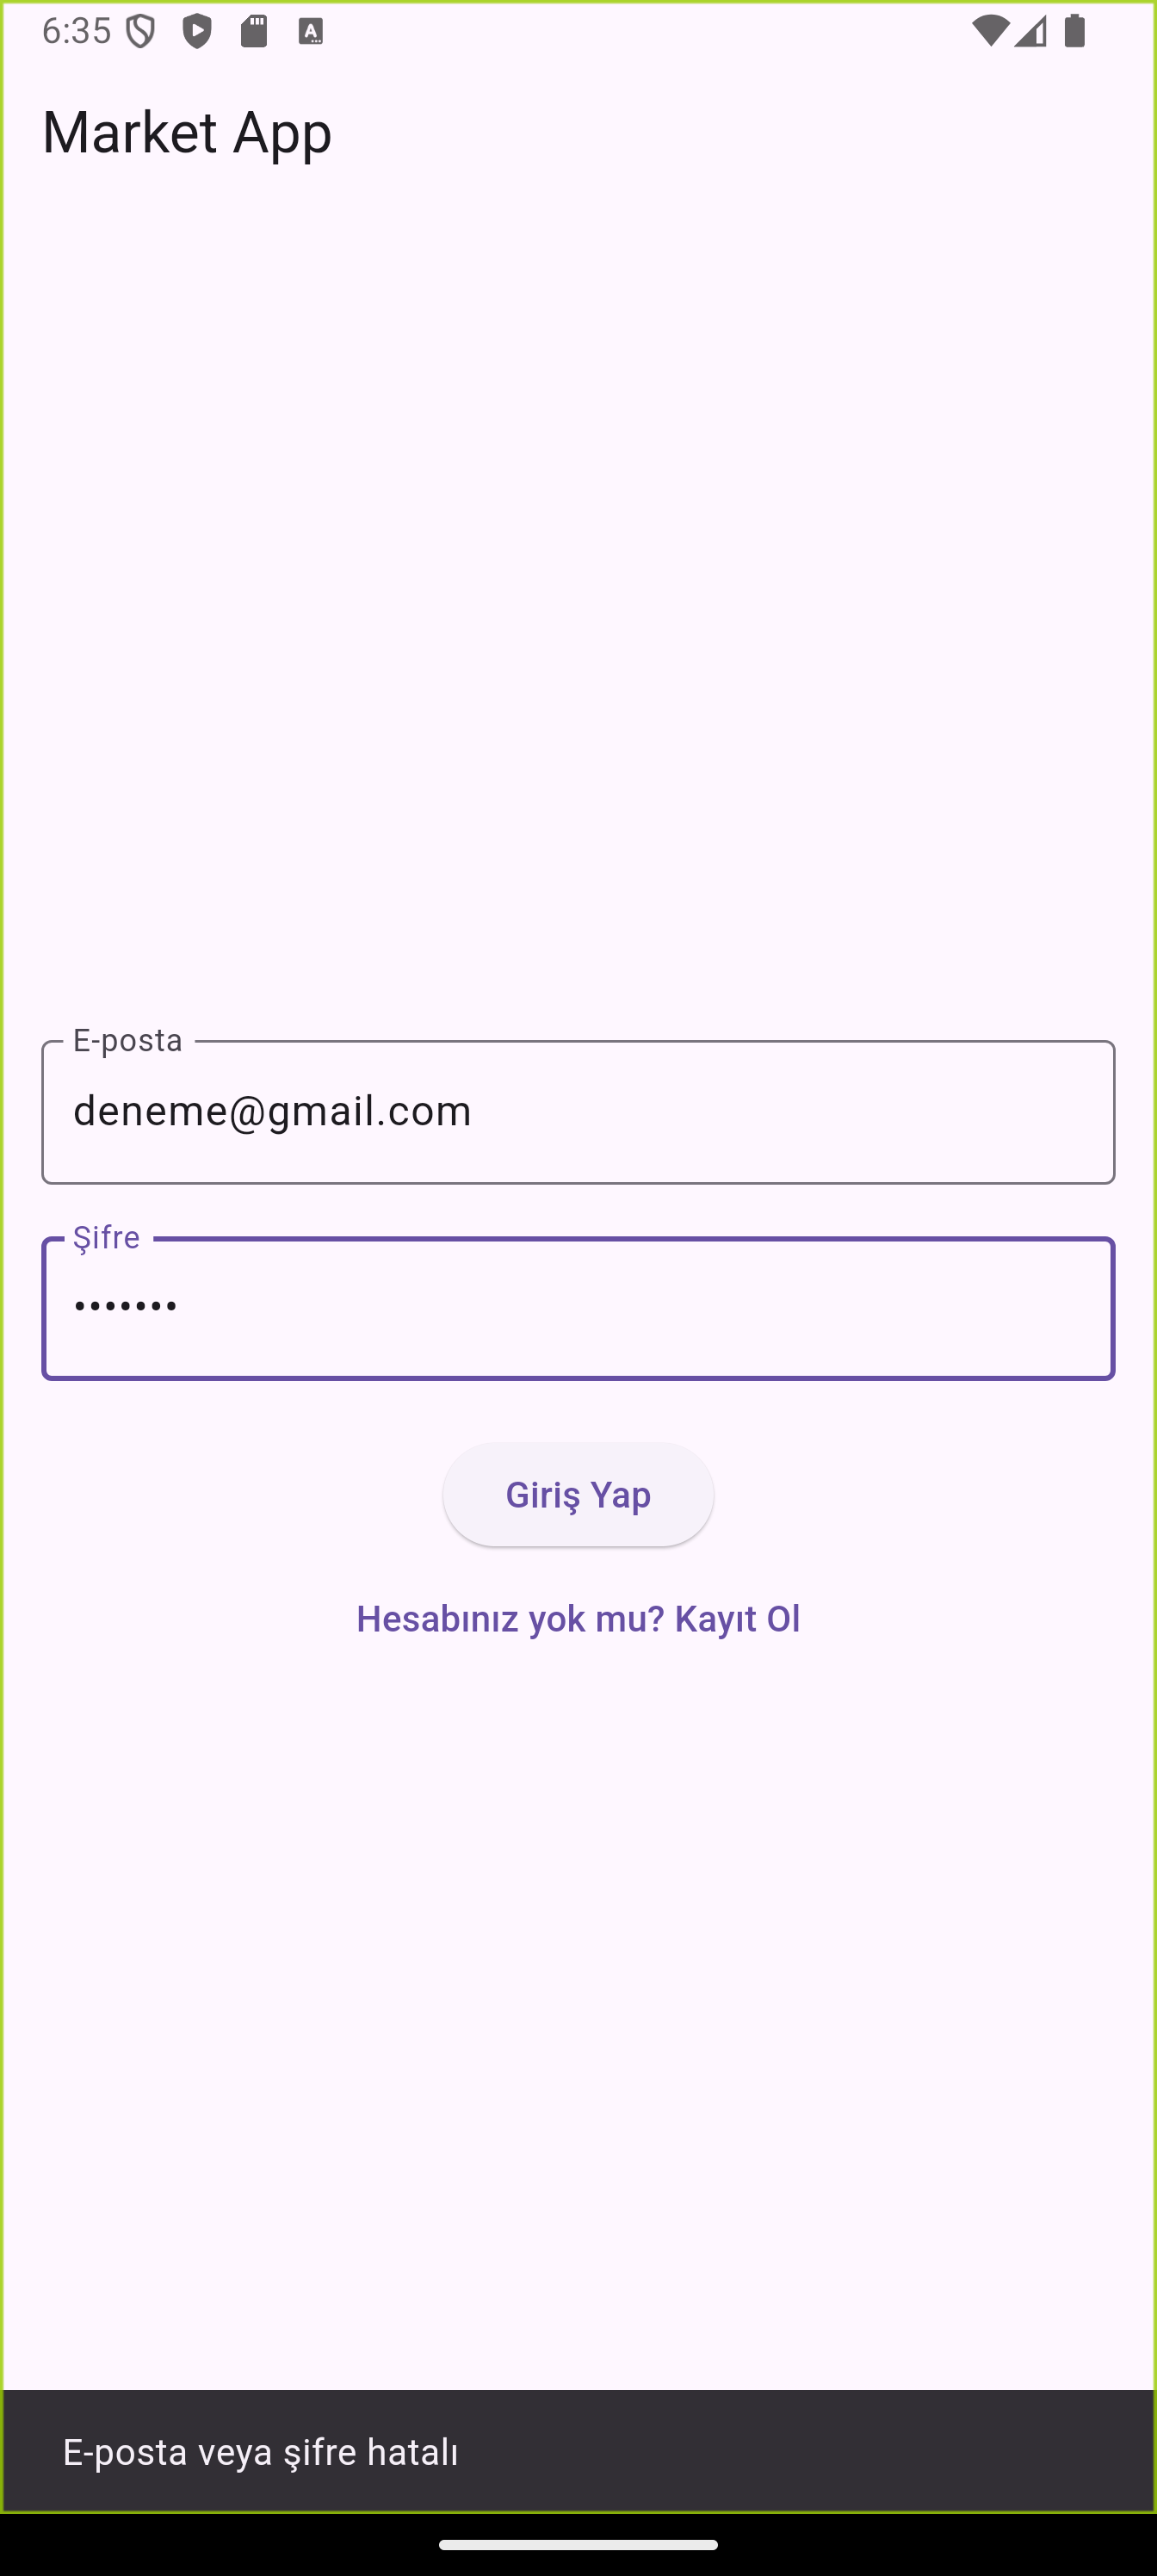 6:35
Market App
E-posta
deneme@gmail.com
Şifre
•••••••
Giriş Yap
Hesabınız yok mu? Kayıt Ol
E-posta veya şifre hatalı